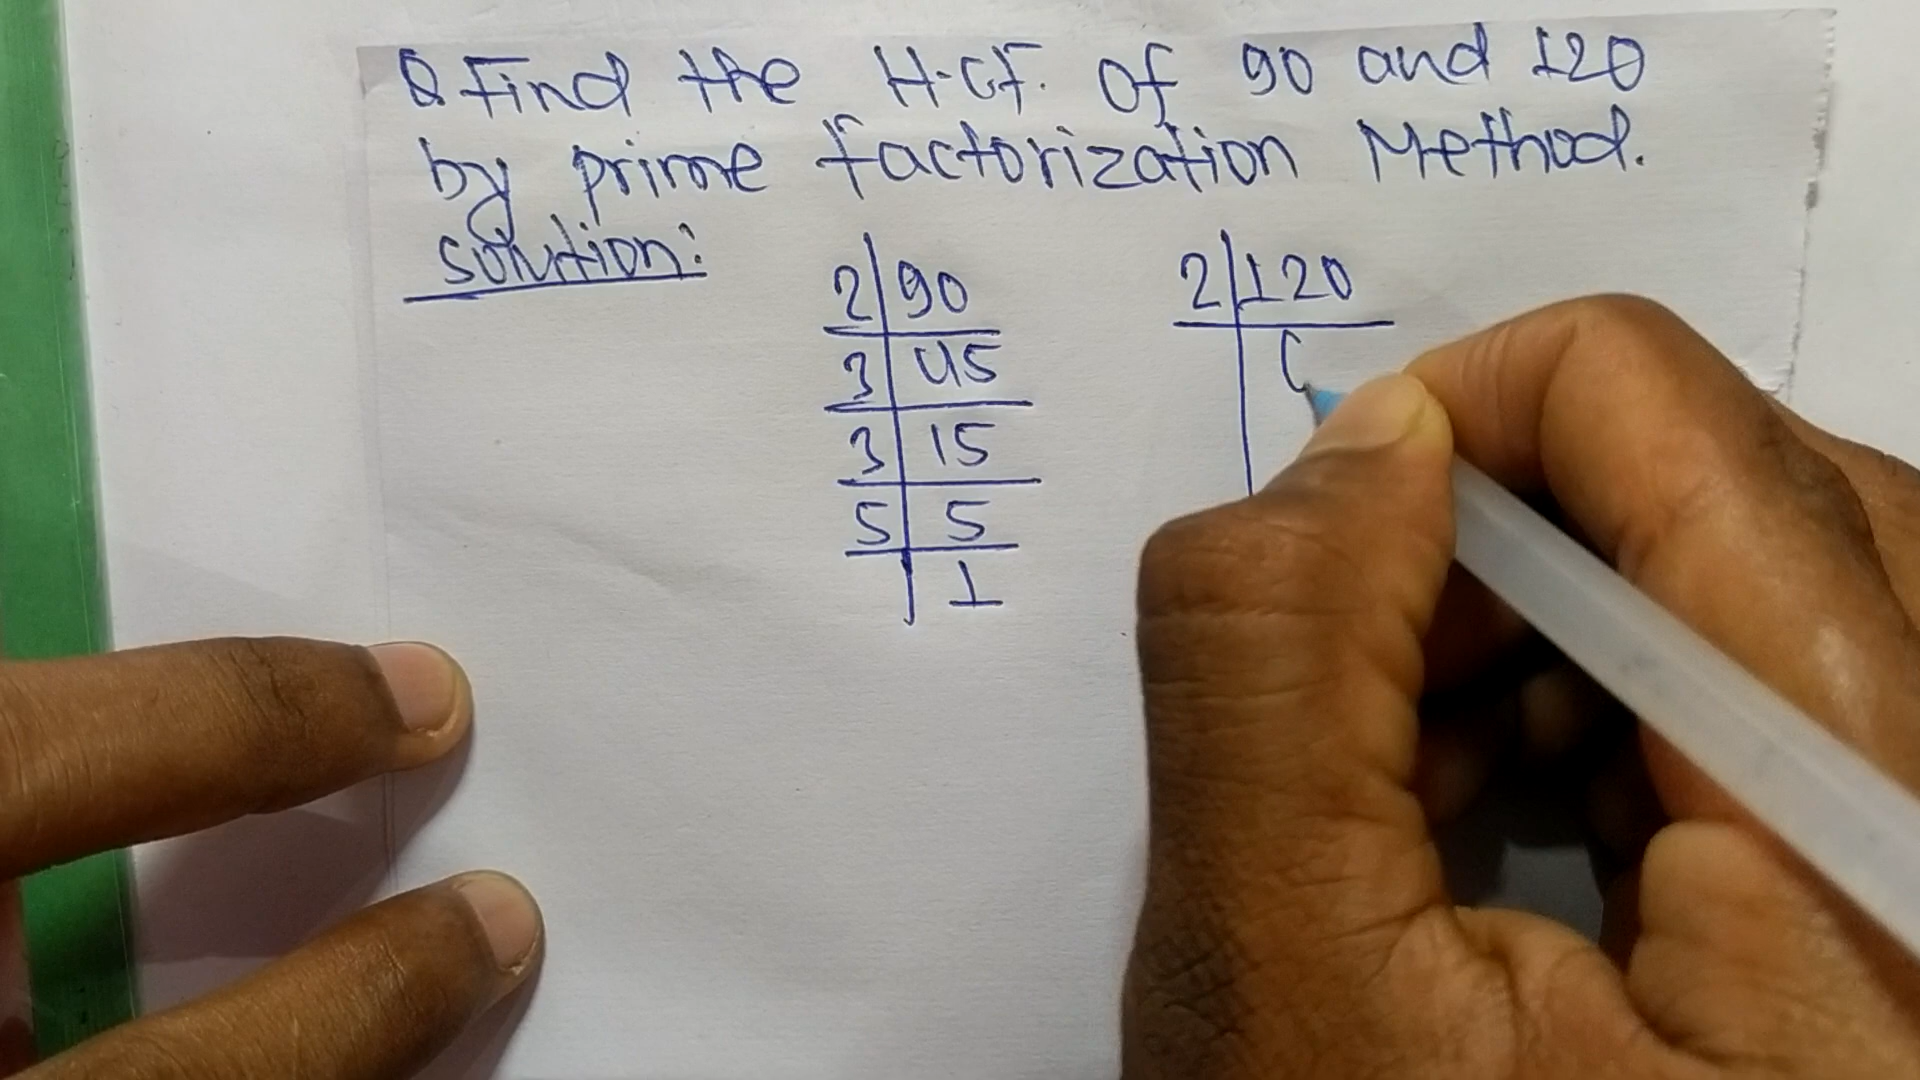 Q Find the H.C.F. Of 90 and 120
by prime factorization Method.
solution:
2 90
3 45
3 15
5 5
1
2 120